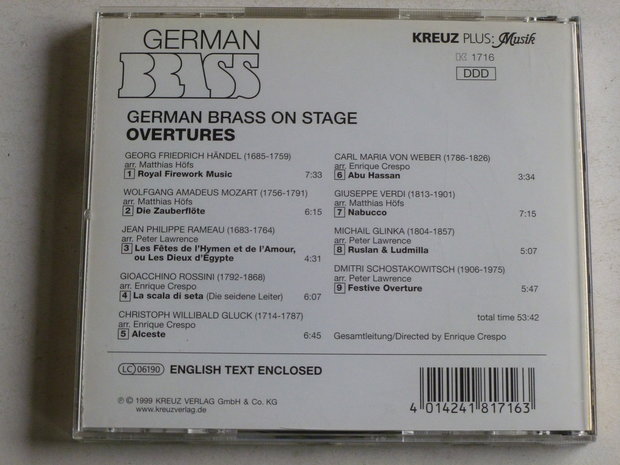 GERMAN
BRASS
KREUZ PLUS: Musik
K 1716
DDD
GERMAN BRASS ON STAGE
OVERTURES
GEORG FRIEDRICH HÄNDEL (1685-1759)
arr. Matthias Höfs
1 Royal Firework Music 7:33
WOLFGANG AMADEUS MOZART (1756-1791)
arr. Matthias Höfs
2 Die Zauberflöte 6:15
JEAN PHILIPPE RAMEAU (1683-1764)
arr. Peter Lawrence
3 Les Fêtes de l'Hymen et de l'Amour,
ou Les Dieux d'Égypte 4:31
GIOACCHINO ROSSINI (1792-1868)
arr. Enrique Crespo
4 La scala di seta (Die seidene Leiter) 6:07
CHRISTOPH WILLIBALD GLUCK (1714-1787)
arr. Enrique Crespo
5 Alceste 6:45
CARL MARIA VON WEBER (1786-1826)
arr. Enrique Crespo
6 Abu Hassan 3:34
GIUSEPPE VERDI (1813-1901)
arr. Matthias Höfs
7 Nabucco 7:15
MICHAIL GLINKA (1804-1857)
arr. Peter Lawrence
8 Ruslan & Ludmilla 5:07
DMITRI SCHOSTAKOWITSCH (1906-1975)
arr. Peter Lawrence
9 Festive Overture 5:47
total time 53:42
Gesamtleitung/Directed by Enrique Crespo
LC 06190 ENGLISH TEXT ENCLOSED
℗ © 1999 KREUZ VERLAG GmbH & Co. KG
www.kreuzverlag.de
4 014241 817163